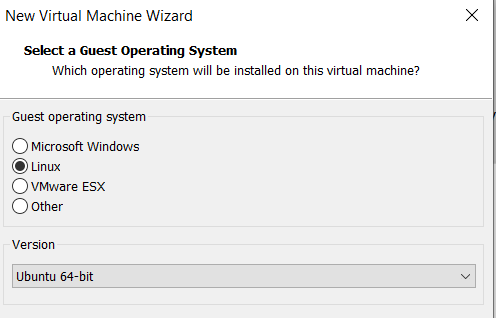 New Virtual Machine Wizard
Select a Guest Operating System
Which operating system will be installed on this virtual machine?
Guest operating system
Microsoft Windows
Linux
VMware ESX
Other
Version
Ubuntu 64-bit